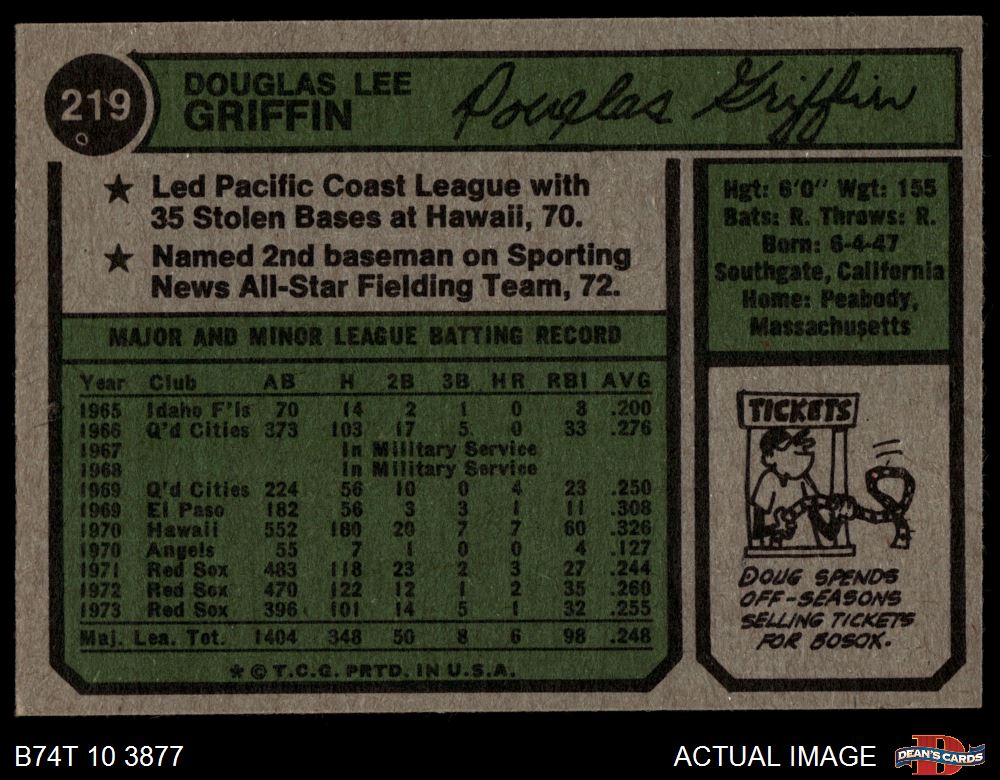 219
DOUGLAS LEE
GRIFFIN
Douglas Griffin
★ Led Pacific Coast League with
35 Stolen Bases at Hawaii, 70.
★ Named 2nd baseman on Sporting
News All-Star Fielding Team, 72.
Hgt: 6'0" Wgt: 155
Bats: R. Throws: R.
Born: 6-4-47
Southgate, California
Home: Peabody,
Massachusetts
MAJOR AND MINOR LEAGUE BATTING RECORD
Year Club AB H 2B 3B HR RBI AVG
1965 Idaho F'ls 70 14 2 1 0 8 .200
1966 Q'd Cities 373 103 17 5 0 33 .276
1967 In Military Service
1968 In Military Service
1969 Q'd Cities 224 56 10 0 4 23 .250
1969 El Paso 182 56 3 3 1 11 .308
1970 Hawaii 552 180 20 7 7 60 .326
1970 Angels 55 7 1 0 0 4 .127
1971 Red Sox 483 118 23 2 3 27 .244
1972 Red Sox 470 122 12 1 2 35 .260
1973 Red Sox 396 101 14 5 1 32 .255
Maj. Lea. Tot. 1404 348 50 8 6 98 .248
* © T.C.G. PRTD. IN U.S.A.
TICKETS
DOUG SPENDS
OFF-SEASONS
SELLING TICKETS
FOR BOSOX.
B74T 10 3877
ACTUAL IMAGE
DEAN'S CARDS